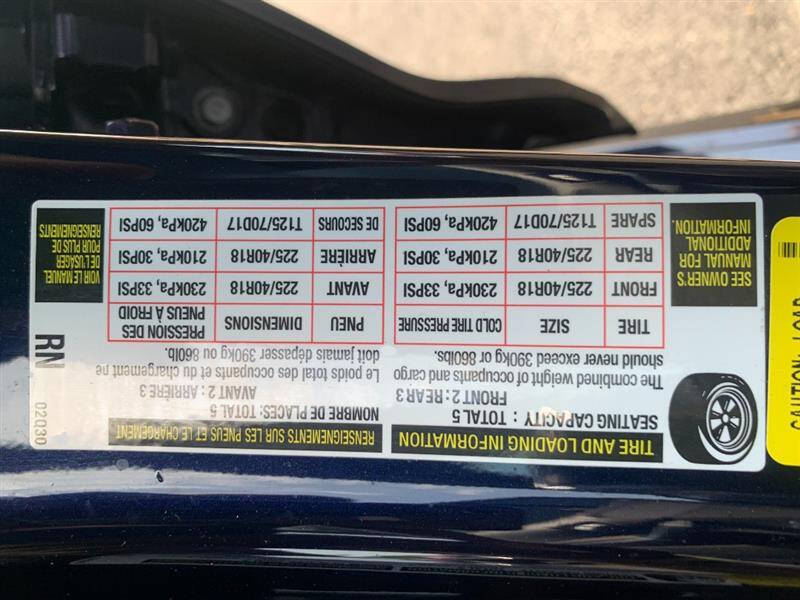 TIRE AND LOADING INFORMATION
SEATING CAPACITY : TOTAL 5
FRONT 2 : REAR 3
The combined weight of occupants and cargo
should never exceed 390kg or 860lbs.
TIRE SIZE COLD TIRE PRESSURE
FRONT 225/40R18 230kPa, 33PSI
REAR 225/40R18 210kPa, 30PSI
SPARE T125/70D17 420kPa, 60PSI
SEE OWNER'S
MANUAL FOR
ADDITIONAL
INFORMATION.
RENSEIGNEMENTS SUR LES PNEUS ET LE CHARGEMENT
NOMBRE DE PLACES: TOTAL 5
AVANT 2 : ARRIÈRE 3
Le poids total des occupants et du chargement ne
doit jamais dépasser 390kg ou 860lb.
PNEU DIMENSIONS PRESSION DES
PNEUS À FROID
AVANT 225/40R18 230kPa, 33PSI
ARRIÈRE 225/40R18 210kPa, 30PSI
DE SECOURS T125/70D17 420kPa, 60PSI
VOIR LE MANUEL
DE L'USAGER
POUR PLUS DE
RENSEIGNEMENTS
RN
02Q30
CAUTION LOAD